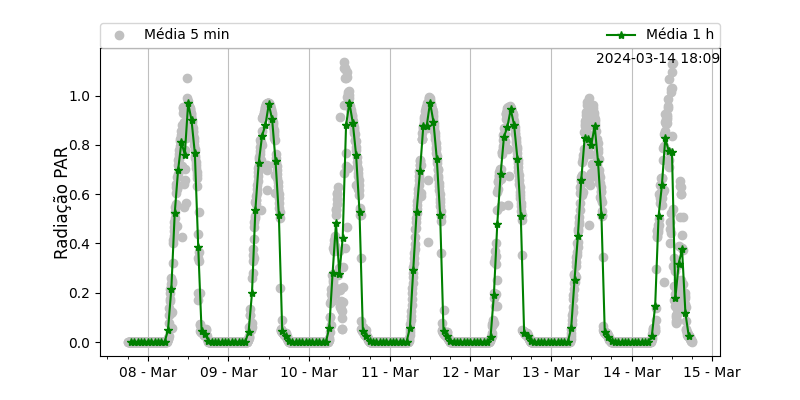 Média 5 min
Média 1 h
2024-03-14 18:09
Radiação PAR
1.0
0.8
0.6
0.4
0.2
0.0
08 - Mar
09 - Mar
10 - Mar
11 - Mar
12 - Mar
13 - Mar
14 - Mar
15 - Mar